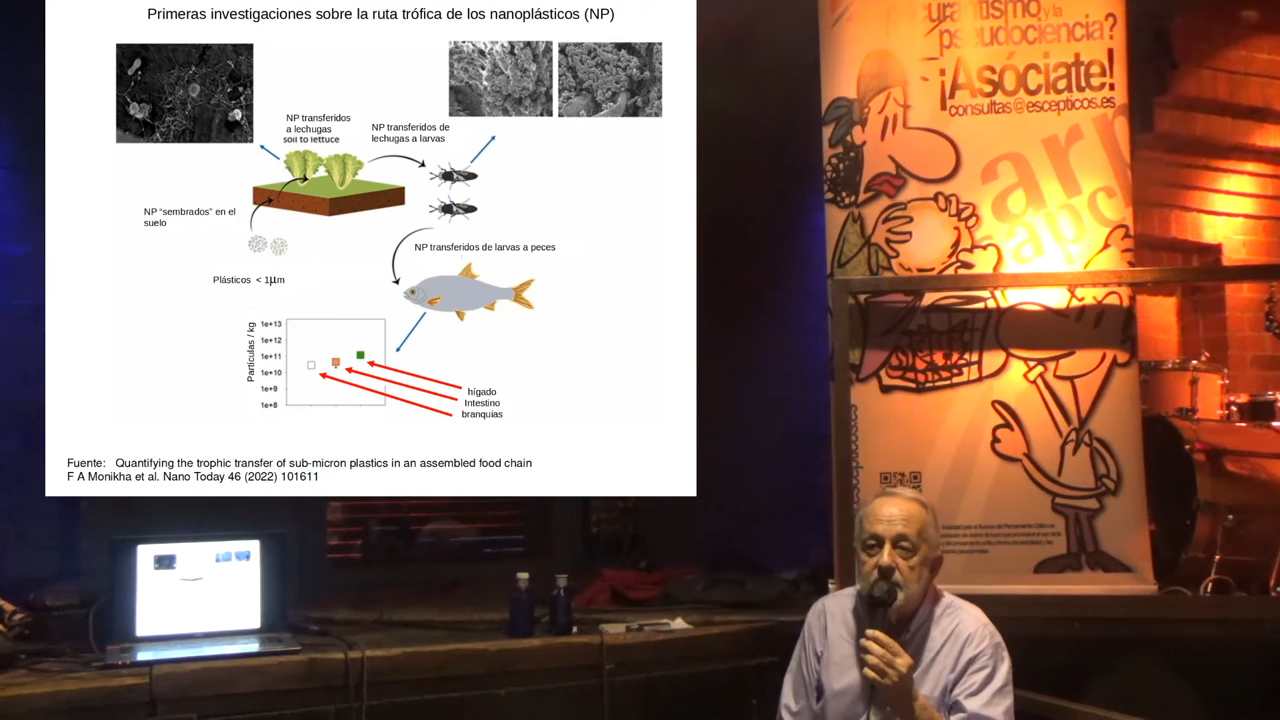 Primeras investigaciones sobre la ruta trófica de los nanoplásticos (NP)
NP transferidos
a lechugas
soil to lettuce
NP transferidos de
lechugas a larvas
NP “sembrados” en el
suelo
NP transferidos de larvas a peces
Plásticos < 1µm
Partículas / kg
1e+13
1e+12
1e+11
1e+10
1e+9
1e+8
hígado
Intestino
branquias
Fuente: Quantifying the trophic transfer of sub-micron plastics in an assembled food chain
F A Monikha et al. Nano Today 46 (2022) 101611
y la
pseudociencia?
¡Asóciate!
consultas@escepticos.es
arp
sapc